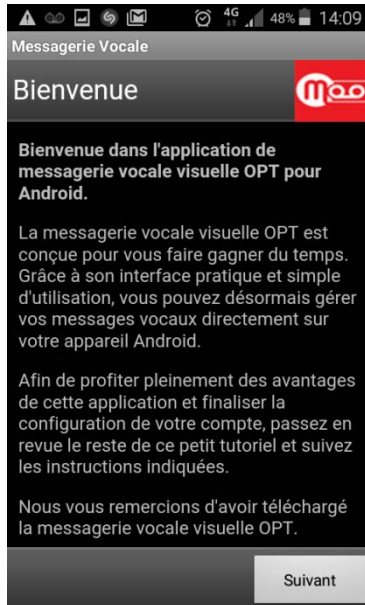 4G 48% 14:09
Messagerie Vocale
Bienvenue
Bienvenue dans l'application de
messagerie vocale visuelle OPT pour
Android.
La messagerie vocale visuelle OPT est
conçue pour vous faire gagner du temps.
Grâce à son interface pratique et simple
d'utilisation, vous pouvez désormais gérer
vos messages vocaux directement sur
votre appareil Android.
Afin de profiter pleinement des avantages
de cette application et finaliser la
configuration de votre compte, passez en
revue le reste de ce petit tutoriel et suivez
les instructions indiquées.
Nous vous remercions d'avoir téléchargé
la messagerie vocale visuelle OPT.
Suivant